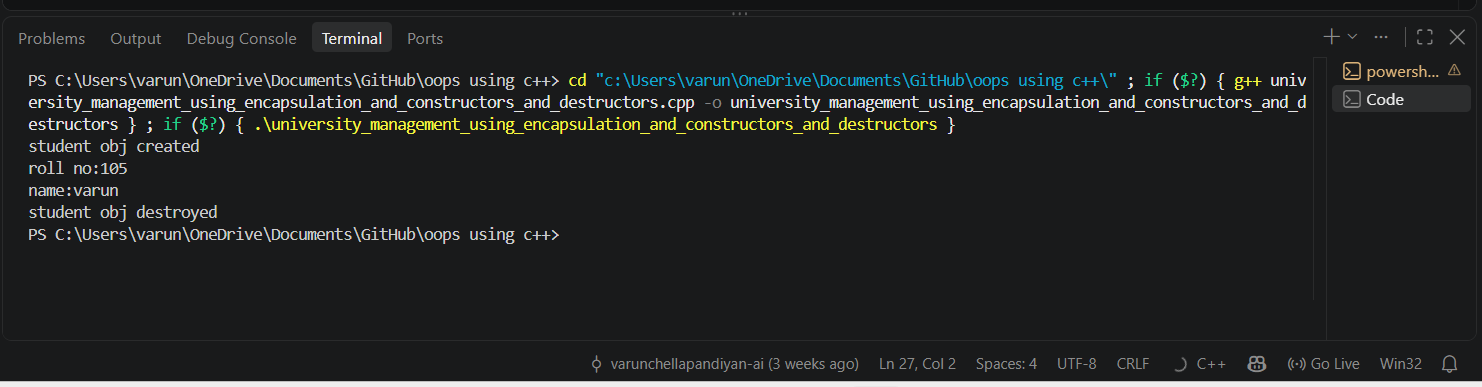 Problems Output Debug Console Terminal Ports
PS C:\Users\varun\OneDrive\Documents\GitHub\oops using c++> cd "c:\Users\varun\OneDrive\Documents\GitHub\oops using c++\" ; if ($?) { g++ univ
ersity_management_using_encapsulation_and_constructors_and_destructors.cpp -o university_management_using_encapsulation_and_constructors_and_d
estructors } ; if ($?) { .\university_management_using_encapsulation_and_constructors_and_destructors }
student obj created
roll no:105
name:varun
student obj destroyed
PS C:\Users\varun\OneDrive\Documents\GitHub\oops using c++>
powersh...
Code
varunchellapandiyan-ai (3 weeks ago) Ln 27, Col 2 Spaces: 4 UTF-8 CRLF C++ Go Live Win32